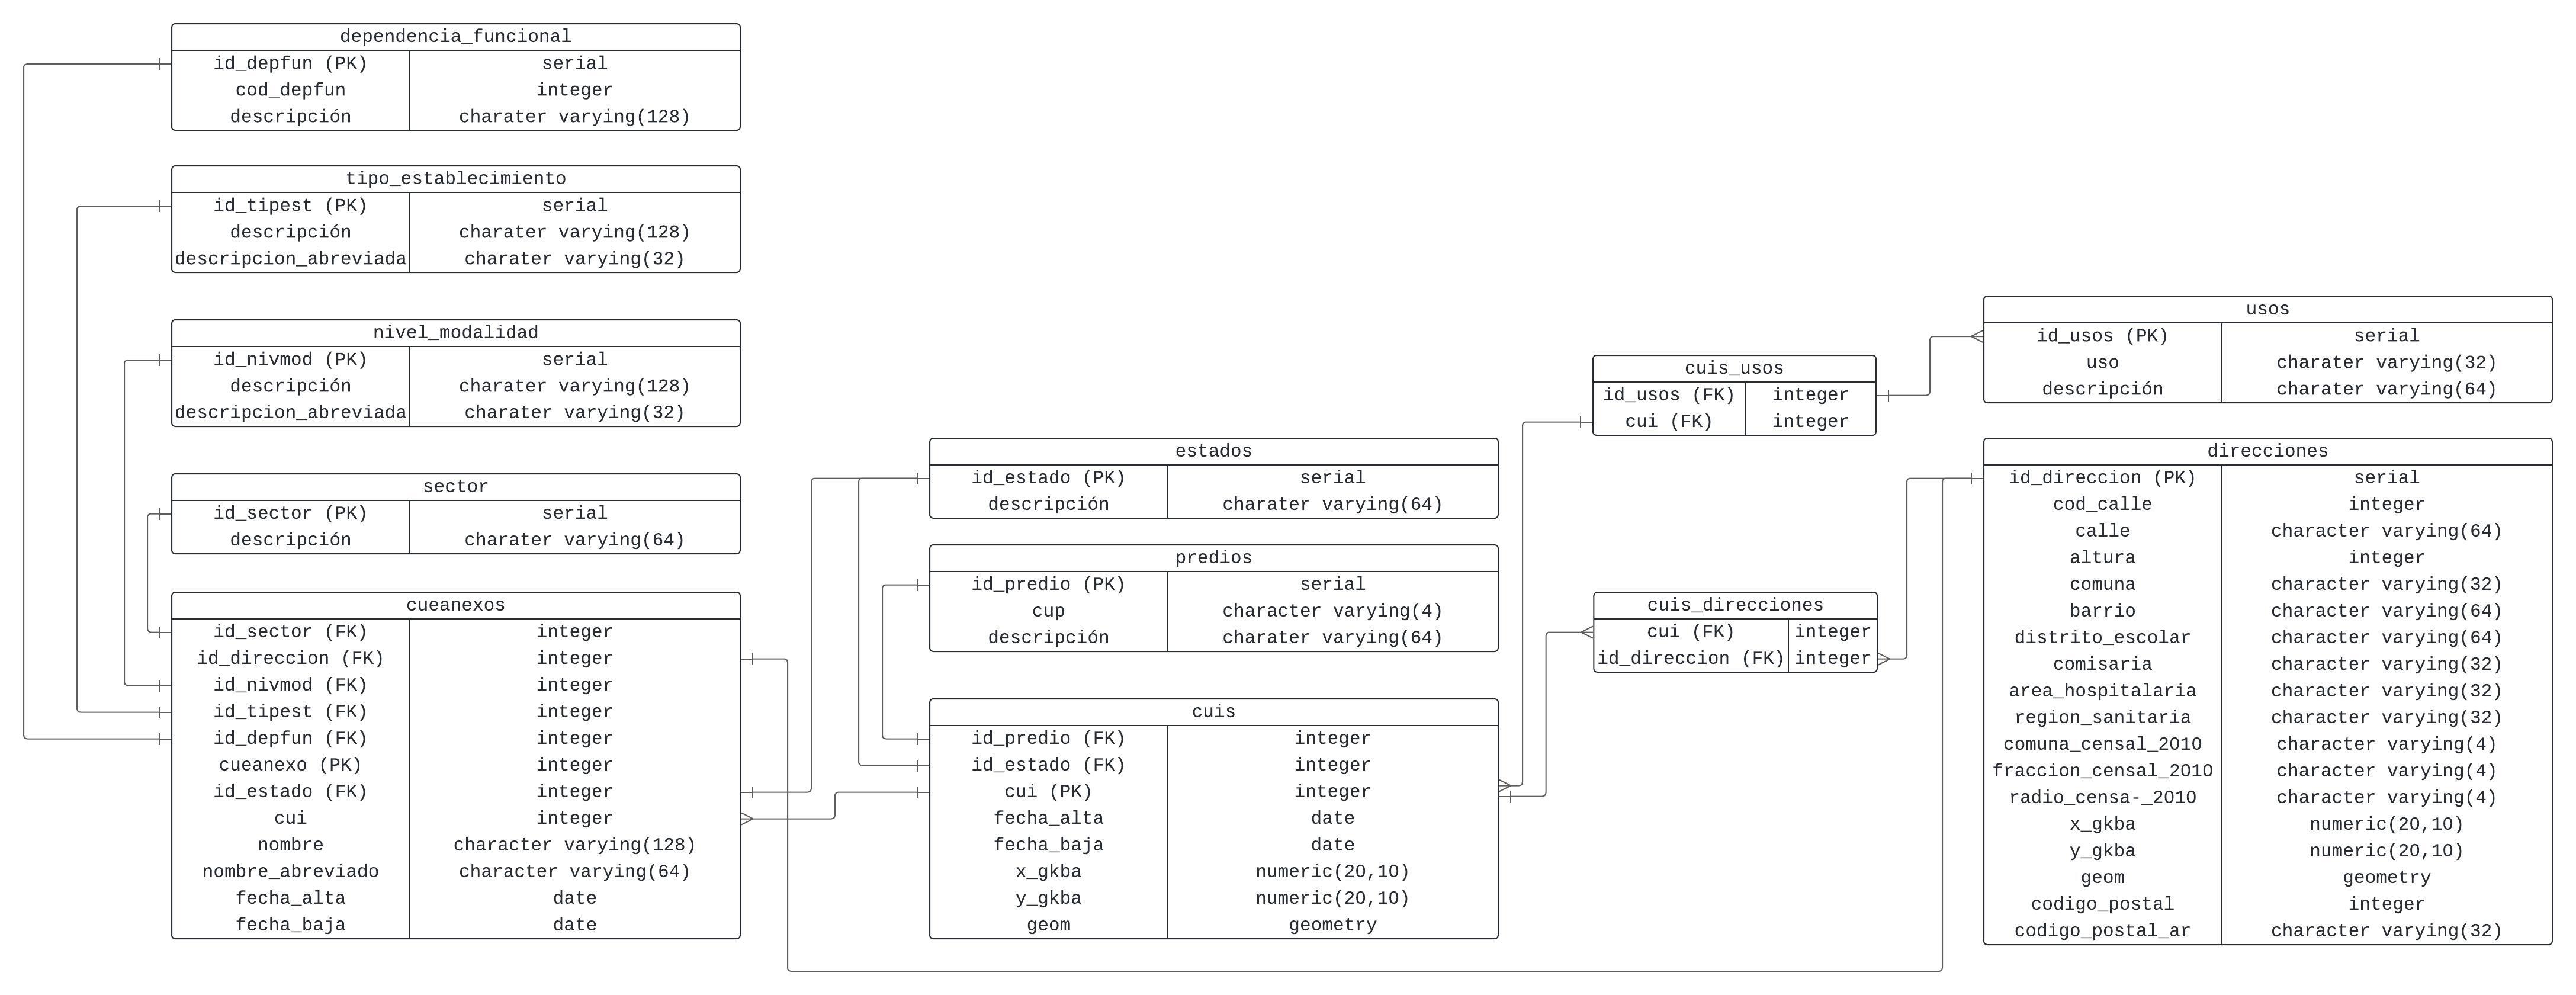 dependencia_funcional
id_depfun (PK) serial
cod_depfun integer
descripción charater varying(128)
tipo_establecimiento
id_tipest (PK) serial
descripción charater varying(128)
descripcion_abreviada charater varying(32)
nivel_modalidad
id_nivmod (PK) serial
descripción charater varying(128)
descripcion_abreviada charater varying(32)
sector
id_sector (PK) serial
descripción charater varying(64)
cueanexos
id_sector (FK) integer
id_direccion (FK) integer
id_nivmod (FK) integer
id_tipest (FK) integer
id_depfun (FK) integer
cueanexo (PK) integer
id_estado (FK) integer
cui integer
nombre character varying(128)
nombre_abreviado character varying(64)
fecha_alta date
fecha_baja date
estados
id_estado (PK) serial
descripción charater varying(64)
predios
id_predio (PK) serial
cup character varying(4)
descripción charater varying(64)
cuis
id_predio (FK) integer
id_estado (FK) integer
cui (PK) integer
fecha_alta date
fecha_baja date
x_gkba numeric(20,10)
y_gkba numeric(20,10)
geom geometry
cuis_usos
id_usos (FK) integer
cui (FK) integer
cuis_direcciones
cui (FK) integer
id_direccion (FK) integer
usos
id_usos (PK) serial
uso charater varying(32)
descripción charater varying(64)
direcciones
id_direccion (PK) serial
cod_calle integer
calle character varying(64)
altura integer
comuna character varying(32)
barrio character varying(64)
distrito_escolar character varying(64)
comisaria character varying(32)
area_hospitalaria character varying(32)
region_sanitaria character varying(32)
comuna_censal_2010 character varying(4)
fraccion_censal_2010 character varying(4)
radio_censa-_2010 character varying(4)
x_gkba numeric(20,10)
y_gkba numeric(20,10)
geom geometry
codigo_postal integer
codigo_postal_ar character varying(32)